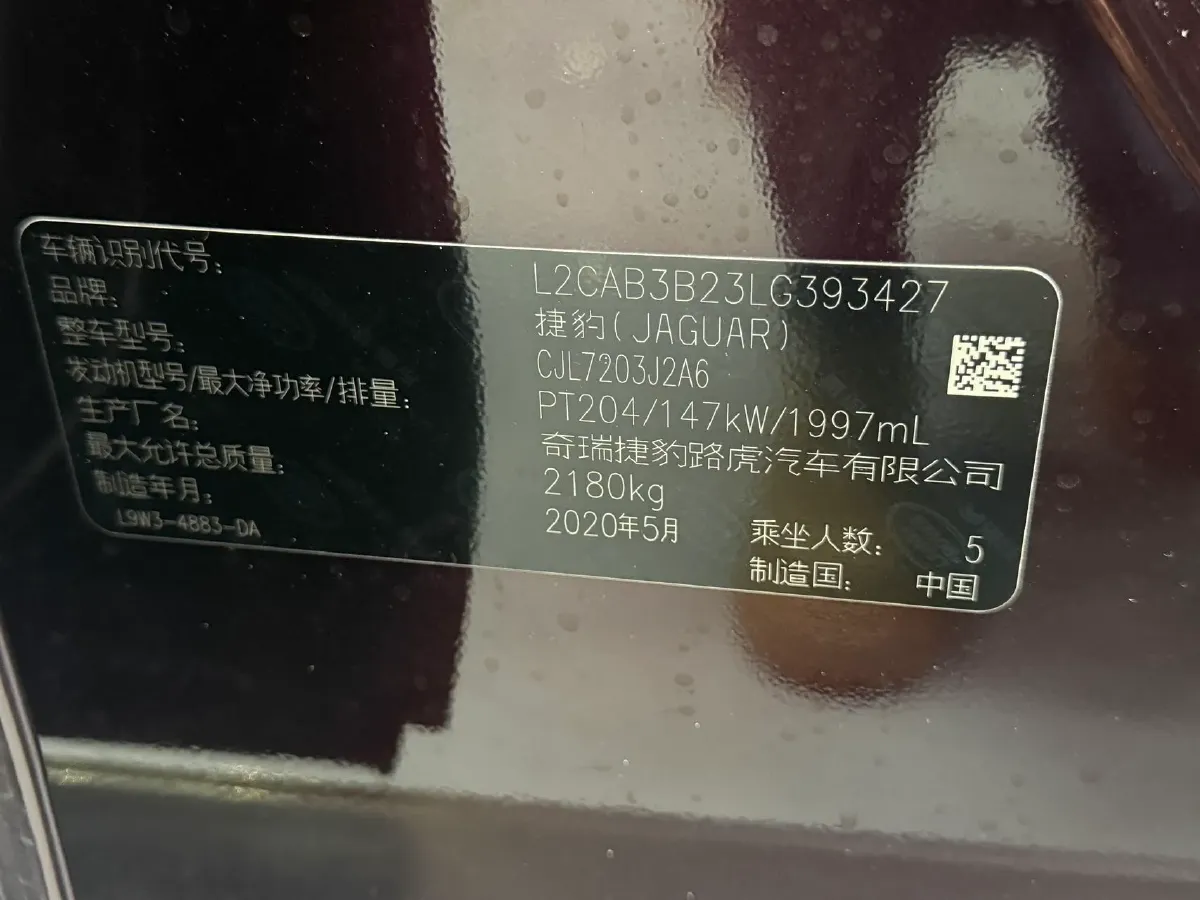 车辆识别代号: L2CAB3B23LG393427
品牌: 捷豹(JAGUAR)
整车型号: CJL7203J2A6
发动机型号/最大净功率/排量: PT204/147kW/1997mL
生产厂名: 奇瑞捷豹路虎汽车有限公司
最大允许总质量: 2180kg
制造年月: 2020年5月 乘坐人数: 5
L9W3-4883-DA 制造国: 中国